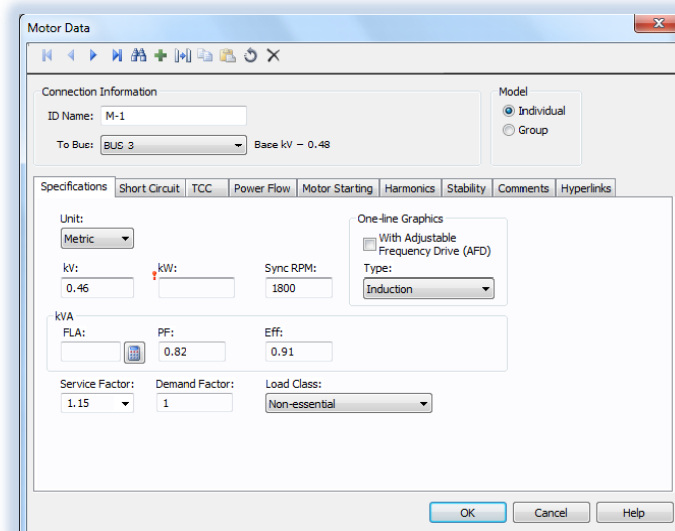 Motor Data
Connection Information
ID Name: M-1
To Bus: BUS 3 Base kV = 0.48
Model
Individual
Group
Specifications Short Circuit TCC Power Flow Motor Starting Harmonics Stability Comments Hyperlinks
Unit:
Metric
One-line Graphics
With Adjustable
Frequency Drive (AFD)
kV: kW: Sync RPM: Type:
0.46 1800 Induction
kVA
FLA: PF: Eff:
0.82 0.91
Service Factor: Demand Factor: Load Class:
1.15 1 Non-essential
OK Cancel Help